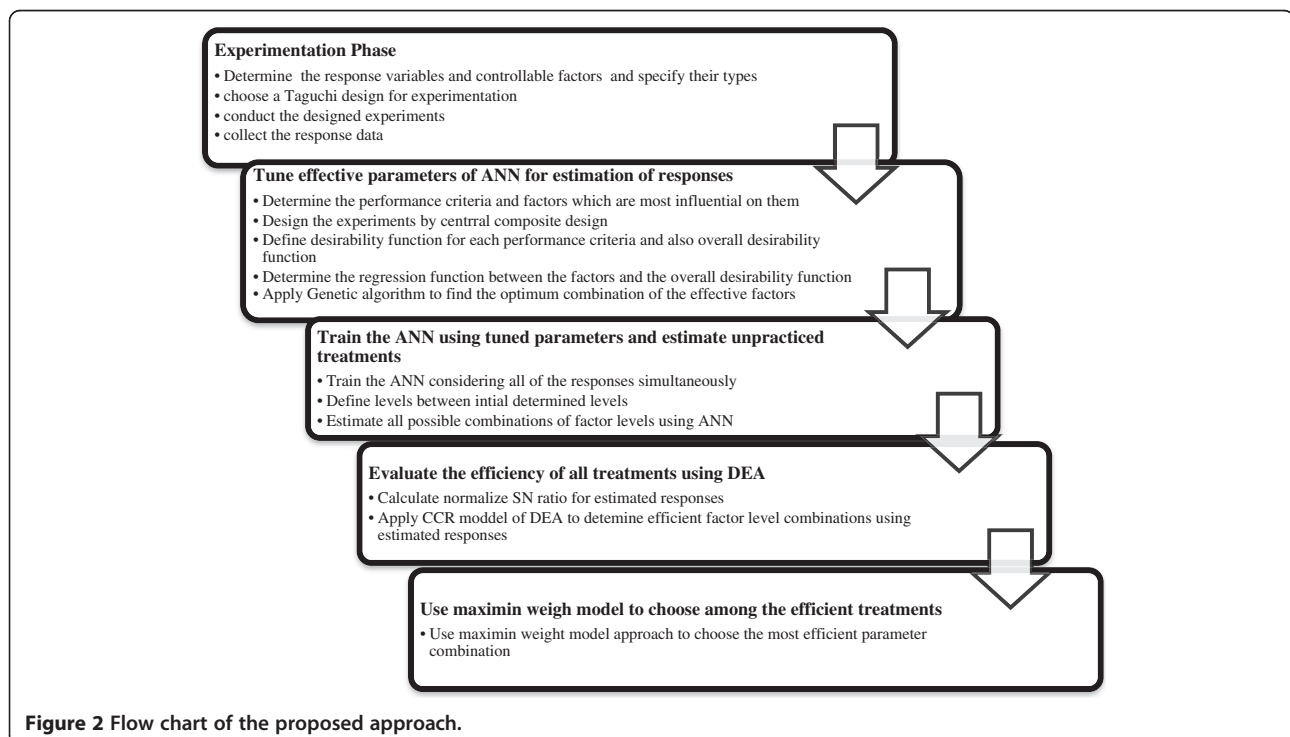 Experimentation Phase
• Determine the response variables and controllable factors and specify their types
• choose a Taguchi design for experimentation
• conduct the designed experiments
• collect the response data
Tune effective parameters of ANN for estimation of responses
• Determine the performance criteria and factors which are most influential on them
• Design the experiments by centrral composite design
• Define desirability function for each performance criteria and also overall desirability
function
• Determine the regression function between the factors and the overall desirability function
• Apply Genetic algorithm to find the optimum combination of the effective factors
Train the ANN using tuned parameters and estimate unpracticed
treatments
• Train the ANN considering all of the responses simultaneously
• Define levels between intial determined levels
• Estimate all possible combinations of factor levels using ANN
Evaluate the efficiency of all treatments using DEA
• Calculate normalize SN ratio for estimated responses
• Apply CCR moddel of DEA to detemine efficient factor level combinations using
estimated responses
Use maximin weigh model to choose among the efficient treatments
• Use maximin weight model approach to choose the most efficient parameter
combination
Figure 2 Flow chart of the proposed approach.